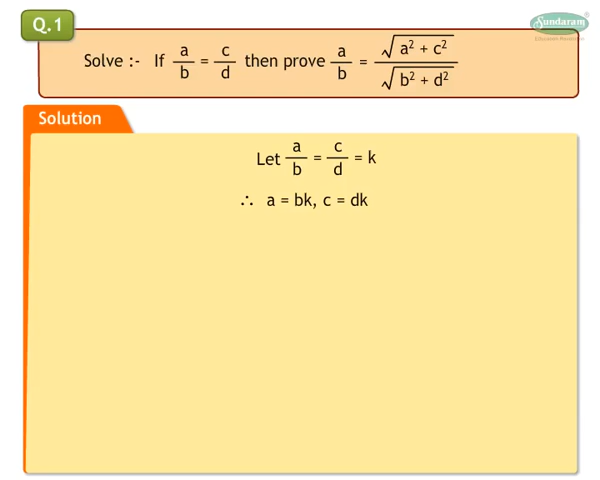 Q.1
Sundaram
Solve :- If a/b = c/d then prove a/b = √(a² + c²) / √(b² + d²)
Solution
Let a/b = c/d = k
∴ a = bk, c = dk